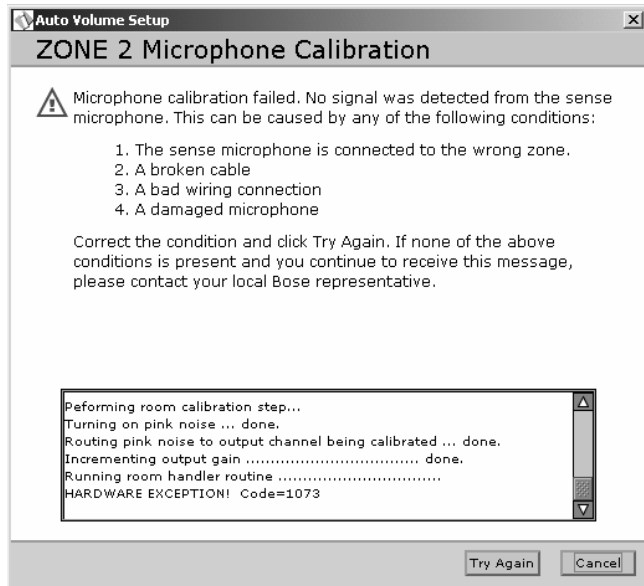 Auto Volume Setup
ZONE 2 Microphone Calibration
Microphone calibration failed. No signal was detected from the sense
microphone. This can be caused by any of the following conditions:
1. The sense microphone is connected to the wrong zone.
2. A broken cable
3. A bad wiring connection
4. A damaged microphone
Correct the condition and click Try Again. If none of the above
conditions is present and you continue to receive this message,
please contact your local Bose representative.
Peforming room calibration step...
Turning on pink noise ... done.
Routing pink noise to output channel being calibrated ... done.
Incrementing output gain .................................. done.
Running room handler routine ................................
HARDWARE EXCEPTION!  Code=1073
Try Again
Cancel